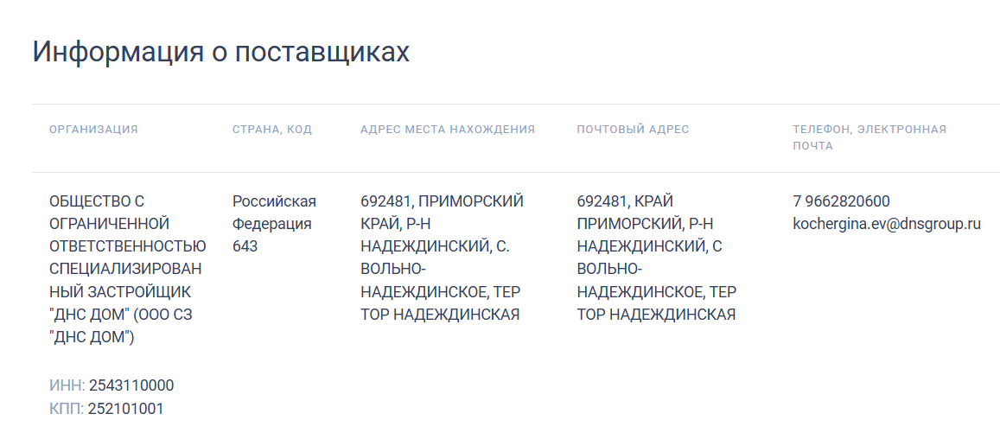 Информация о поставщиках
ОРГАНИЗАЦИЯ
СТРАНА, КОД
АДРЕС МЕСТА НАХОЖДЕНИЯ
ПОЧТОВЫЙ АДРЕС
ТЕЛЕФОН, ЭЛЕКТРОННАЯ
ПОЧТА
ОБЩЕСТВО С
ОГРАНИЧЕННОЙ
ОТВЕТСТВЕННОСТЬЮ
СПЕЦИАЛИЗИРОВАН
НЫЙ ЗАСТРОЙЩИК
"ДНС ДОМ" (ООО СЗ
"ДНС ДОМ")
ИНН: 2543110000
КПП: 252101001
Российская
Федерация
643
692481, ПРИМОРСКИЙ
КРАЙ, Р-Н
НАДЕЖДИНСКИЙ, С.
ВОЛЬНО-
НАДЕЖДИНСКОЕ, ТЕР
ТОР НАДЕЖДИНСКАЯ
692481, КРАЙ
ПРИМОРСКИЙ, Р-Н
НАДЕЖДИНСКИЙ, С
ВОЛЬНО-
НАДЕЖДИНСКОЕ, ТЕР
ТОР НАДЕЖДИНСКАЯ
7 9662820600
kochergina.ev@dnsgroup.ru